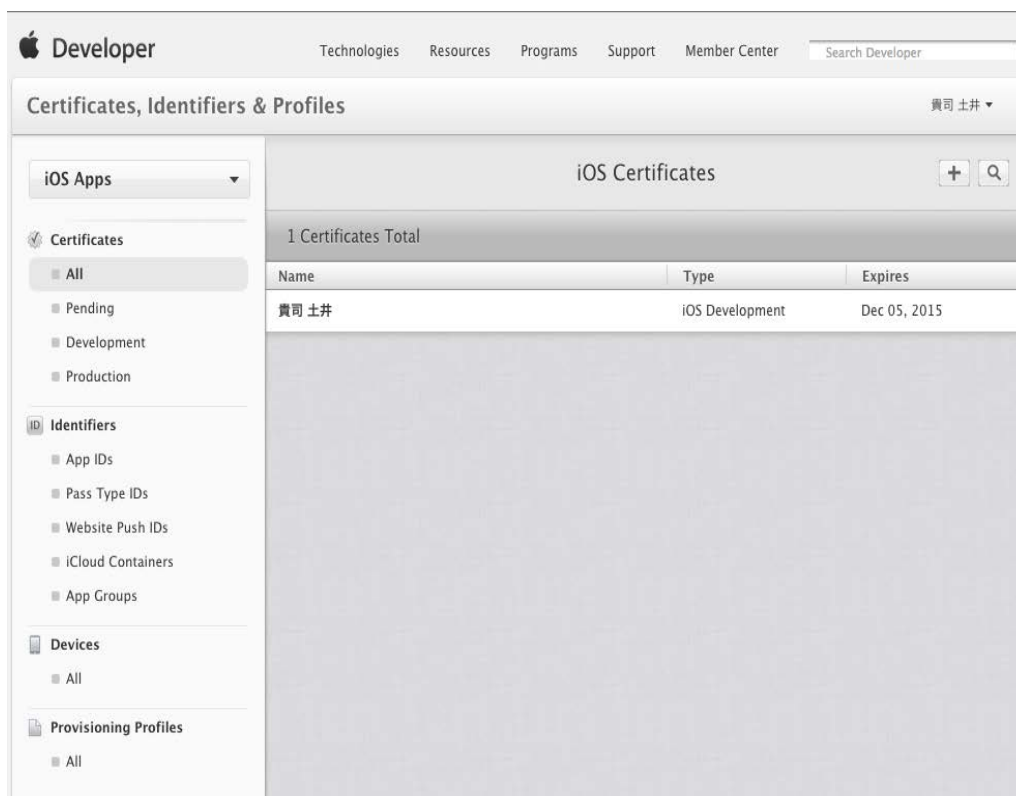 Developer
Technologies Resources Programs Support Member Center Search Developer
Certificates, Identifiers & Profiles
貴司 土井
iOS Apps
iOS Certificates
Certificates
All
Pending
Development
Production
ID Identifiers
App IDs
Pass Type IDs
Website Push IDs
iCloud Containers
App Groups
Devices
All
Provisioning Profiles
All
1 Certificates Total
Name Type Expires
貴司 土井 iOS Development Dec 05, 2015